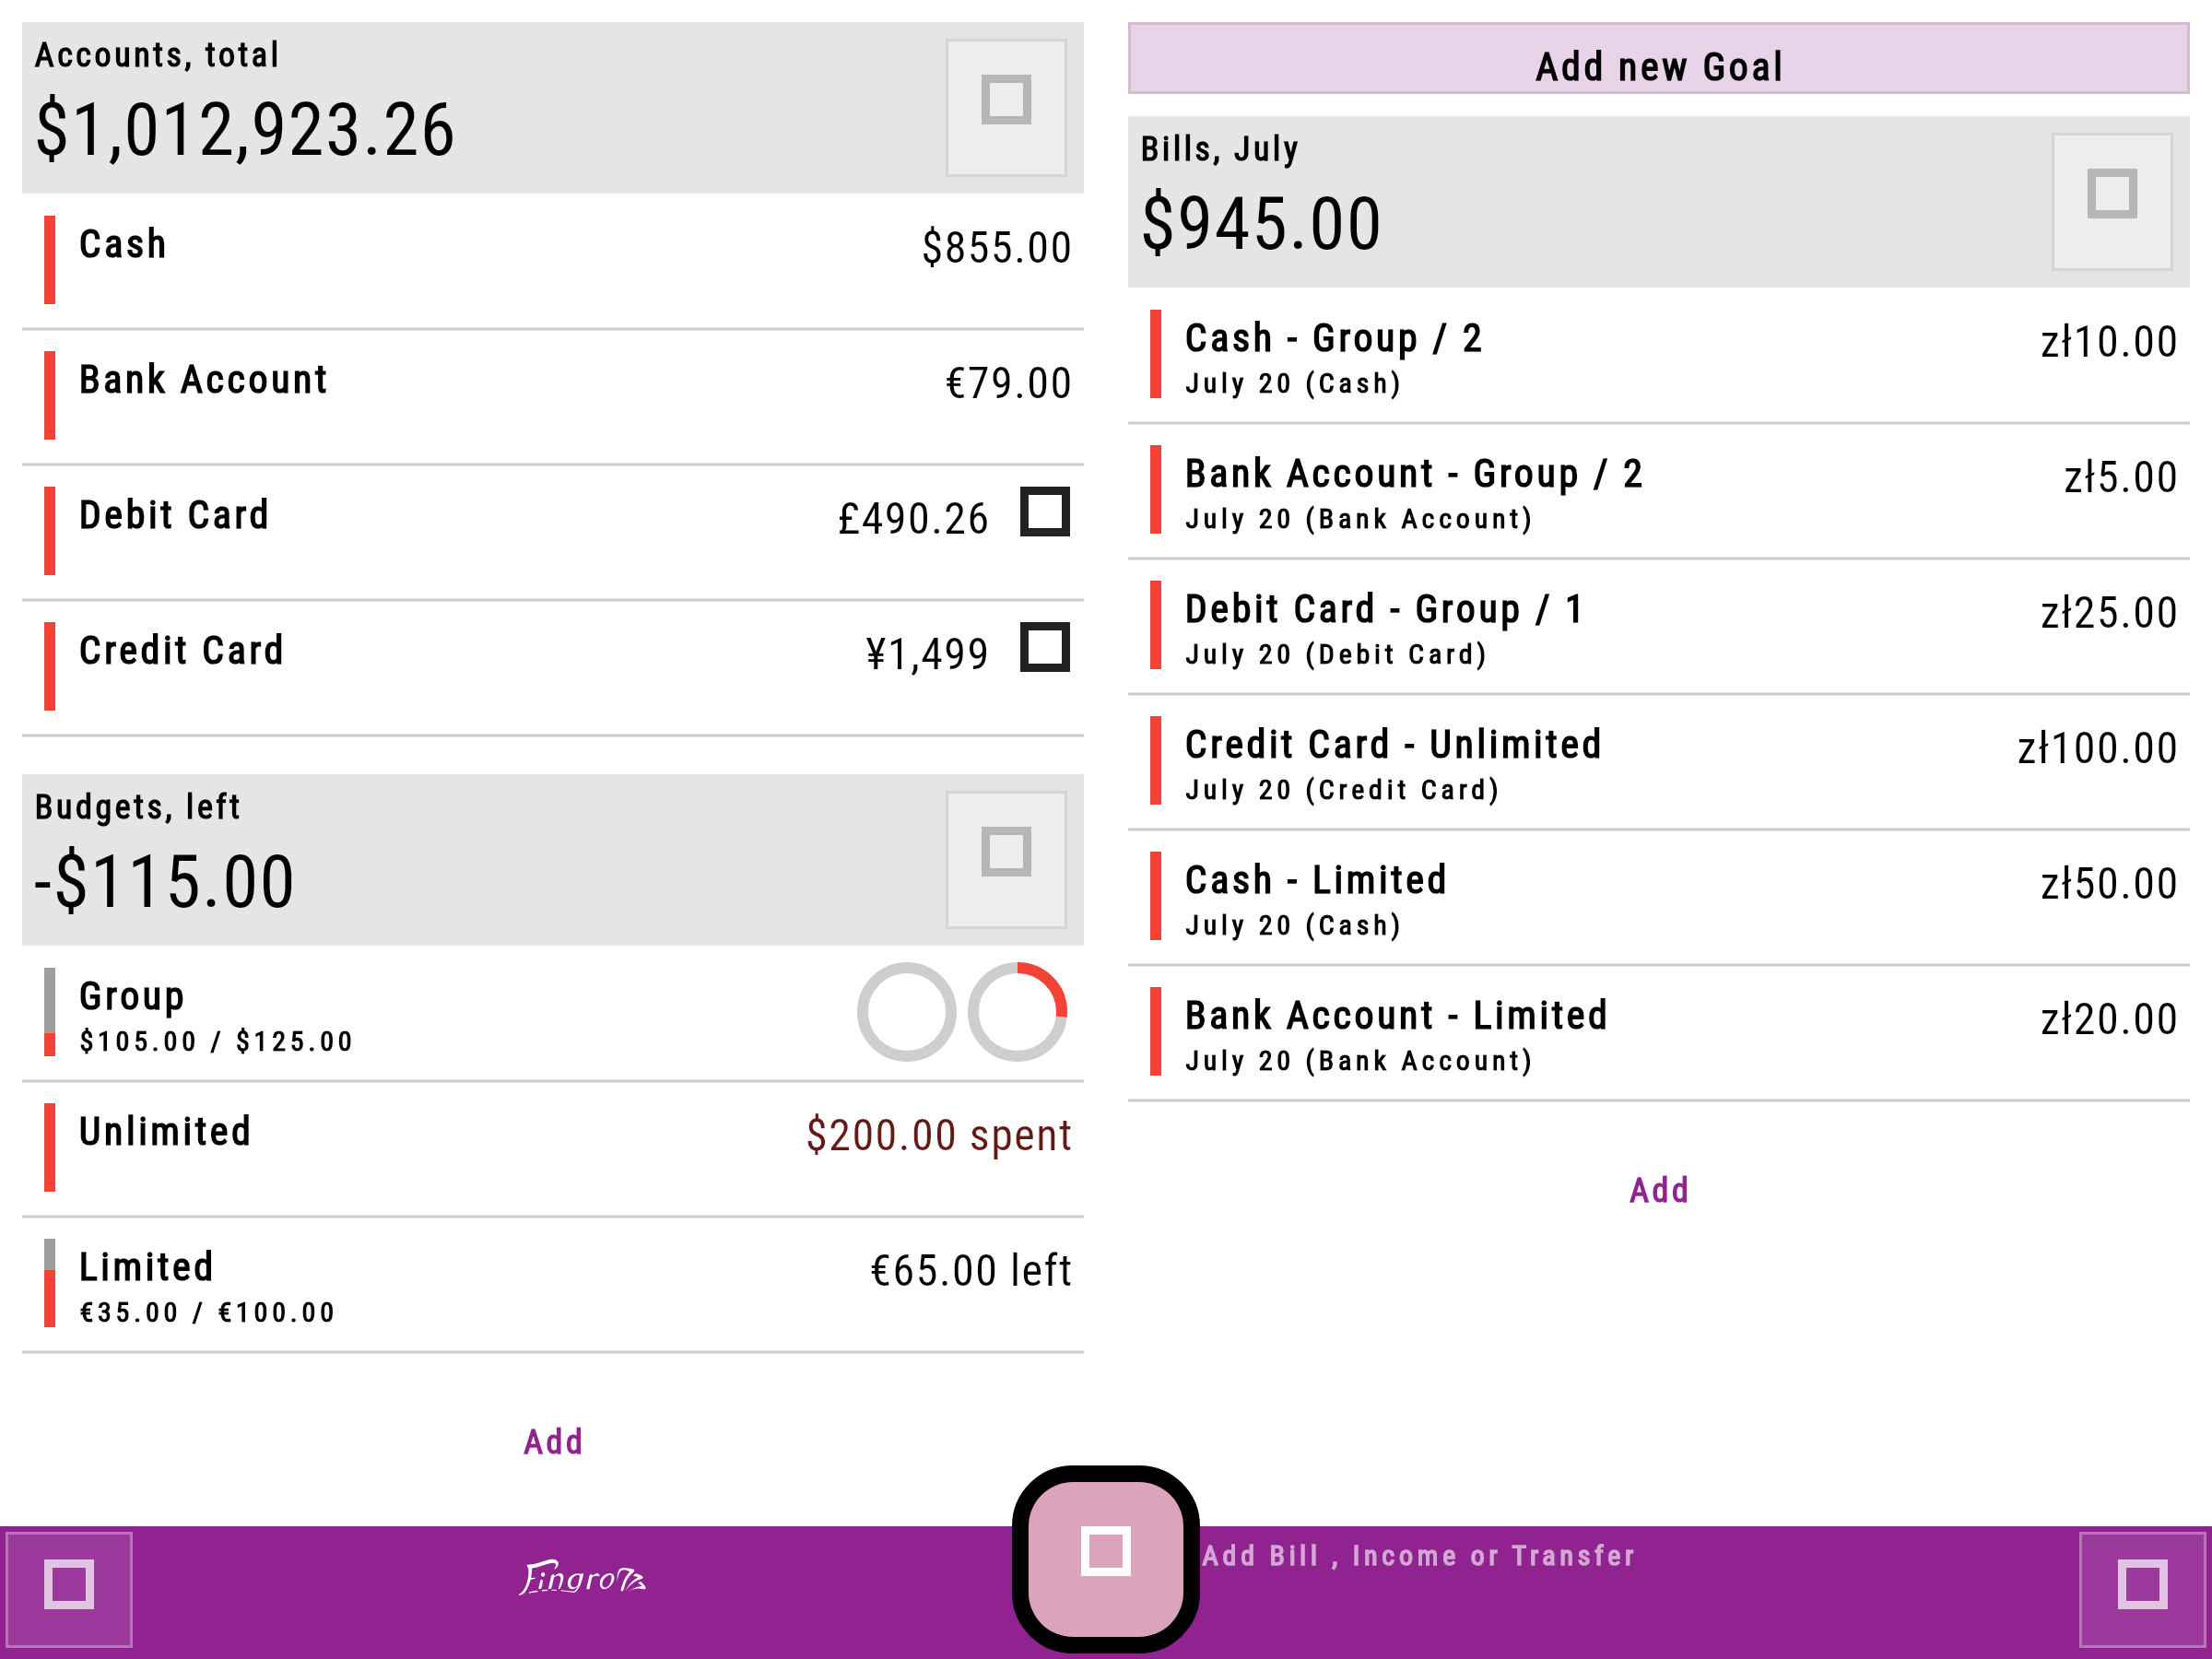 Accounts, total
$1,012,923.26
Cash
$855.00
Bank Account
€79.00
Debit Card
£490.26
Credit Card
¥1,499
Budgets, left
-$115.00
Group
$105.00 / $125.00
Unlimited
$200.00 spent
Limited
€35.00 / €100.00
€65.00 left
Add
Add new Goal
Bills, July
$945.00
Cash - Group / 2
July 20 (Cash)
zł10.00
Bank Account - Group / 2
July 20 (Bank Account)
zł5.00
Debit Card - Group / 1
July 20 (Debit Card)
zł25.00
Credit Card - Unlimited
July 20 (Credit Card)
zł100.00
Cash - Limited
July 20 (Cash)
zł50.00
Bank Account - Limited
July 20 (Bank Account)
zł20.00
Add
Fingro
Add Bill , Income or Transfer